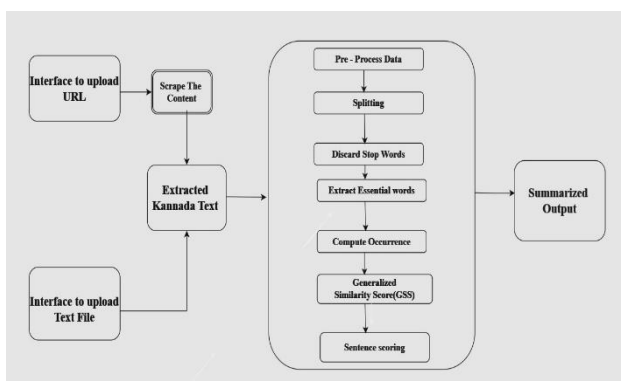 Interface to upload
URL
Scrape The
Content
Extracted
Kannada Text
Interface to upload
Text File
Pre - Process Data
Splitting
Discard Stop Words
Extract Essential words
Compute Occurrence
Generalized
Similarity Score(GSS)
Sentence scoring
Summarized
Output